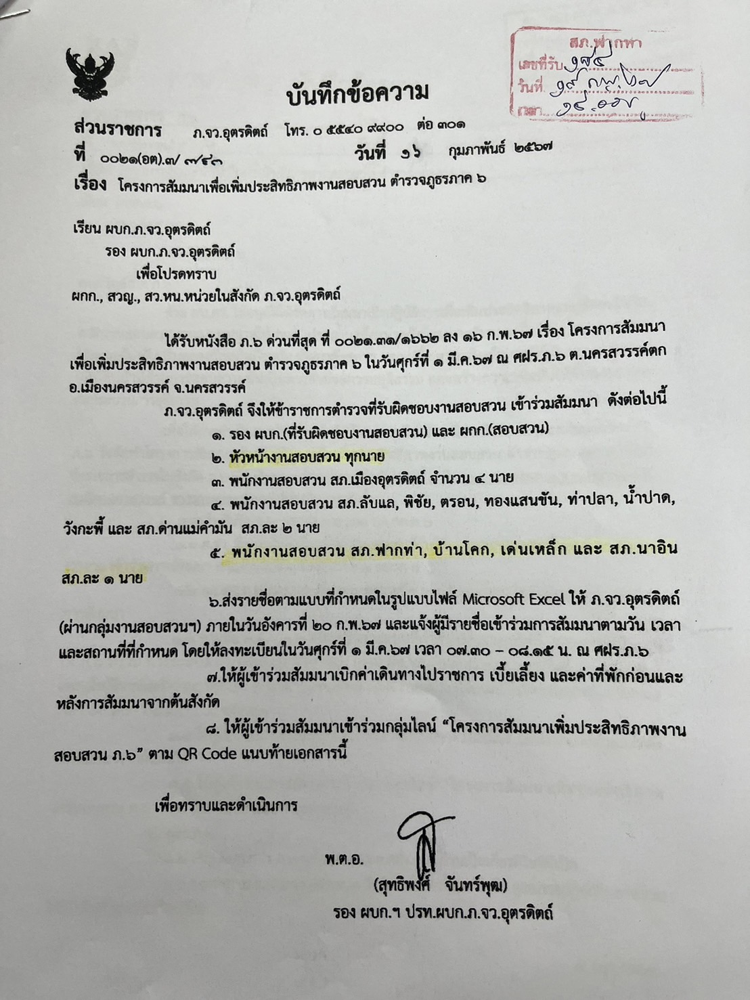 สภ.ฟากท่า
เลขที่รับ
วันที่ ๑๙ ก.พ. ๖๗
เวลา
บันทึกข้อความ
ส่วนราชการ ภ.จว.อุตรดิตถ์ โทร. ๐ ๕๕๔๐ ๙๙๐๐ ต่อ ๓๐๑
ที่ ๐๐๒๑(อต).๓/ วันที่ ๑๖ กุมภาพันธ์ ๒๕๖๗
เรื่อง โครงการสัมมนาเพื่อเพิ่มประสิทธิภาพงานสอบสวน ตำรวจภูธรภาค ๖
เรียน ผบก.ภ.จว.อุตรดิตถ์
รอง ผบก.ภ.จว.อุตรดิตถ์
เพื่อโปรดทราบ
ผกก., สวญ., สว.หน.หน่วยในสังกัด ภ.จว.อุตรดิตถ์
ได้รับหนังสือ ภ.๖ ด่วนที่สุด ที่ ๐๐๒๑.๓๑/๑๖๖๒ ลง ๑๖ ก.พ.๖๗ เรื่อง โครงการสัมมนา
เพื่อเพิ่มประสิทธิภาพงานสอบสวน ตำรวจภูธรภาค ๖ ในวันศุกร์ที่ ๑ มี.ค.๖๗ ณ ศฝร.ภ.๖ ต.นครสวรรค์ตก
อ.เมืองนครสวรรค์ จ.นครสวรรค์
ภ.จว.อุตรดิตถ์ จึงให้ข้าราชการตำรวจที่รับผิดชอบงานสอบสวน เข้าร่วมสัมมนา ดังต่อไปนี้
๑. รอง ผบก.(ที่รับผิดชอบงานสอบสวน) และ ผกก.(สอบสวน)
๒. หัวหน้างานสอบสวน ทุกนาย
๓. พนักงานสอบสวน สภ.เมืองอุตรดิตถ์ จำนวน ๔ นาย
๔. พนักงานสอบสวน สภ.ลับแล, พิชัย, ตรอน, ทองแสนขัน, ท่าปลา, น้ำปาด,
วังกะพี้ และ สภ.ด่านแม่คำมัน สภ.ละ ๒ นาย
๕. พนักงานสอบสวน สภ.ฟากท่า, บ้านโคก, เด่นเหล็ก และ สภ.นาอิน
สภ.ละ ๑ นาย
๖.ส่งรายชื่อตามแบบที่กำหนดในรูปแบบไฟล์ Microsoft Excel ให้ ภ.จว.อุตรดิตถ์
(ผ่านกลุ่มงานสอบสวนฯ) ภายในวันอังคารที่ ๒๐ ก.พ.๖๗ และแจ้งผู้มีรายชื่อเข้าร่วมการสัมมนาตามวัน เวลา
และสถานที่ที่กำหนด โดยให้ลงทะเบียนในวันศุกร์ที่ ๑ มี.ค.๖๗ เวลา ๐๗.๓๐ – ๐๘.๑๕ น. ณ ศฝร.ภ.๖
๗.ให้ผู้เข้าร่วมสัมมนาเบิกค่าเดินทางไปราชการ เบี้ยเลี้ยง และค่าที่พักก่อนและ
หลังการสัมมนาจากต้นสังกัด
๘. ให้ผู้เข้าร่วมสัมมนาเข้าร่วมกลุ่มไลน์ “โครงการสัมมนาเพิ่มประสิทธิภาพงาน
สอบสวน ภ.๖” ตาม QR Code แนบท้ายเอกสารนี้
เพื่อทราบและดำเนินการ
พ.ต.อ.
(สุทธิพงศ์ จันทร์พุฒ)
รอง ผบก.ฯ ปรท.ผบก.ภ.จว.อุตรดิตถ์